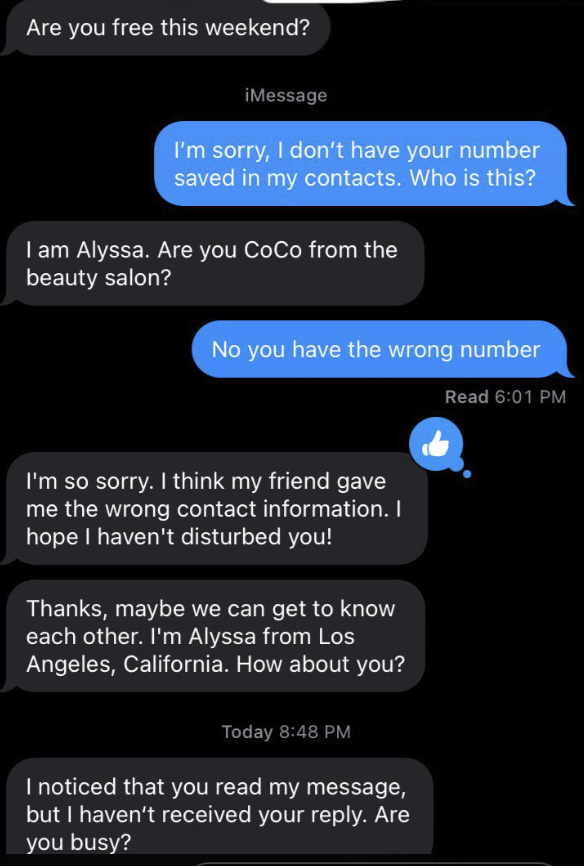 Are you free this weekend?
iMessage
I’m sorry, I don’t have your number
saved in my contacts. Who is this?
I am Alyssa. Are you CoCo from the
beauty salon?
No you have the wrong number
Read 6:01 PM
I'm so sorry. I think my friend gave
me the wrong contact information. I
hope I haven't disturbed you!
Thanks, maybe we can get to know
each other. I'm Alyssa from Los
Angeles, California. How about you?
Today 8:48 PM
I noticed that you read my message,
but I haven‘t received your reply. Are
you busy?